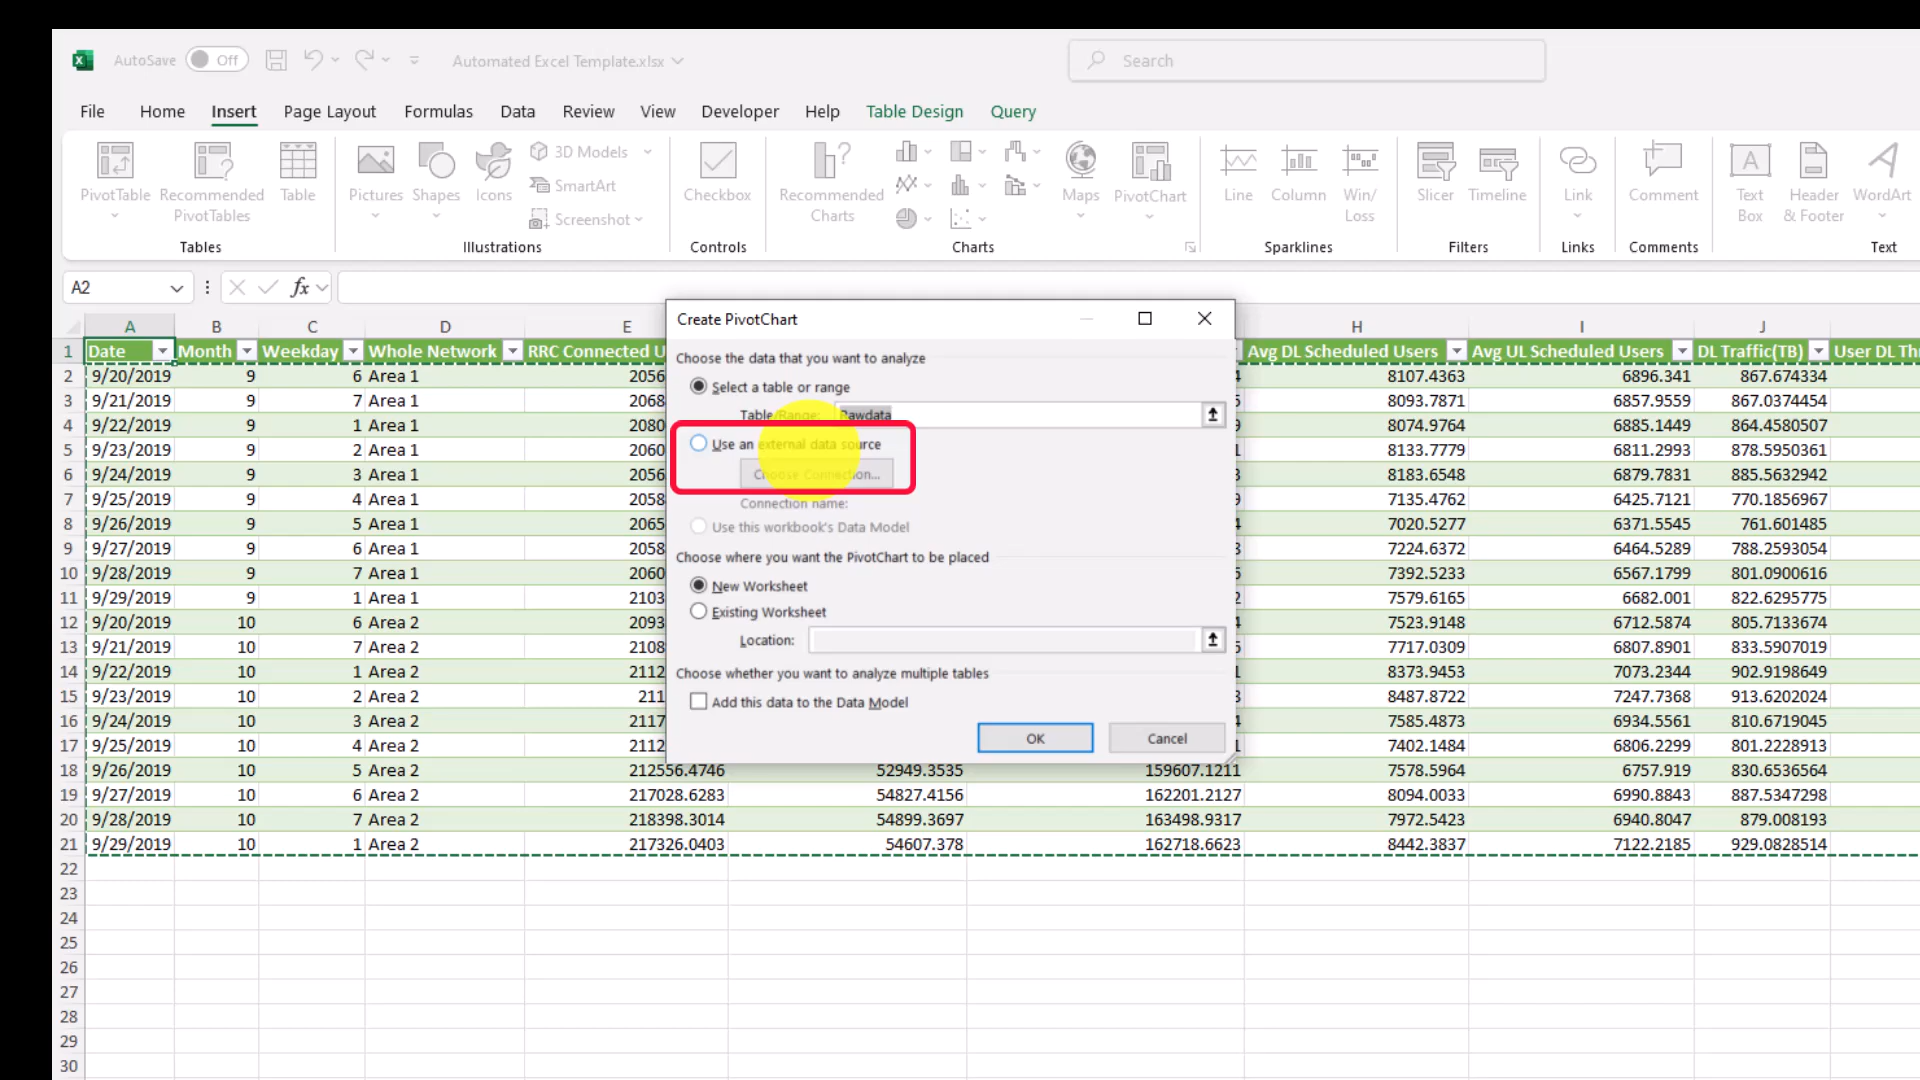 AutoSave Off Automated Excel Template.xlsx Search
File Home Insert Page Layout Formulas Data Review View Developer Help Table Design Query
PivotTable Recommended PivotTables Table Pictures Shapes Icons 3D Models SmartArt Screenshot Checkbox Recommended Charts Maps PivotChart Line Column Win/Loss Slicer Timeline Link Comment Text Box Header & Footer WordArt
Tables Illustrations Controls Charts Sparklines Filters Links Comments Text
A2 fx
A B C D E H I J
1 Date Month Weekday Whole Network RRC Connected U Avg DL Scheduled Users Avg UL Scheduled Users DL Traffic(TB) User DL Th
2 9/20/2019 9 6 Area 1 2056 4 8107.4363 6896.341 867.674334
3 9/21/2019 9 7 Area 1 2068 5 8093.7871 6857.9559 867.0374454
4 9/22/2019 9 1 Area 1 2080 9 8074.9764 6885.1449 864.4580507
5 9/23/2019 9 2 Area 1 2060 1 8133.7779 6811.2993 878.5950361
6 9/24/2019 9 3 Area 1 2056 3 8183.6548 6879.7831 885.5632942
7 9/25/2019 9 4 Area 1 2058 9 7135.4762 6425.7121 770.1856967
8 9/26/2019 9 5 Area 1 2065 4 7020.5277 6371.5545 761.601485
9 9/27/2019 9 6 Area 1 2058 3 7224.6372 6464.5289 788.2593054
10 9/28/2019 9 7 Area 1 2060 5 7392.5233 6567.1799 801.0900616
11 9/29/2019 9 1 Area 1 2103 2 7579.6165 6682.001 822.6295775
12 9/20/2019 10 6 Area 2 2093 4 7523.9148 6712.5874 805.7133674
13 9/21/2019 10 7 Area 2 2108 5 7717.0309 6807.8901 833.5907019
14 9/22/2019 10 1 Area 2 2112 1 8373.9453 7073.2344 902.9198649
15 9/23/2019 10 2 Area 2 211 3 8487.8722 7247.7368 913.6202024
16 9/24/2019 10 3 Area 2 2117 4 7585.4873 6934.5561 810.6719045
17 9/25/2019 10 4 Area 2 2112 1 7402.1484 6806.2299 801.2228913
18 9/26/2019 10 5 Area 2 212556.4746 52949.3535 159607.1211 7578.5964 6757.919 830.6536564
19 9/27/2019 10 6 Area 2 217028.6283 54827.4156 162201.2127 8094.0033 6990.8843 887.5347298
20 9/28/2019 10 7 Area 2 218398.3014 54899.3697 163498.9317 7972.5423 6940.8047 879.008193
21 9/29/2019 10 1 Area 2 217326.0403 54607.378 162718.6623 8442.3837 7122.2185 929.0828514
22
23
24
25
26
27
28
29
30
Create PivotChart
Choose the data that you want to analyze
Select a table or range
Table/Range: Rawdata
Use an external data source
Choose Connection...
Connection name:
Use this workbook's Data Model
Choose where you want the PivotChart to be placed
New Worksheet
Existing Worksheet
Location:
Choose whether you want to analyze multiple tables
Add this data to the Data Model
OK Cancel